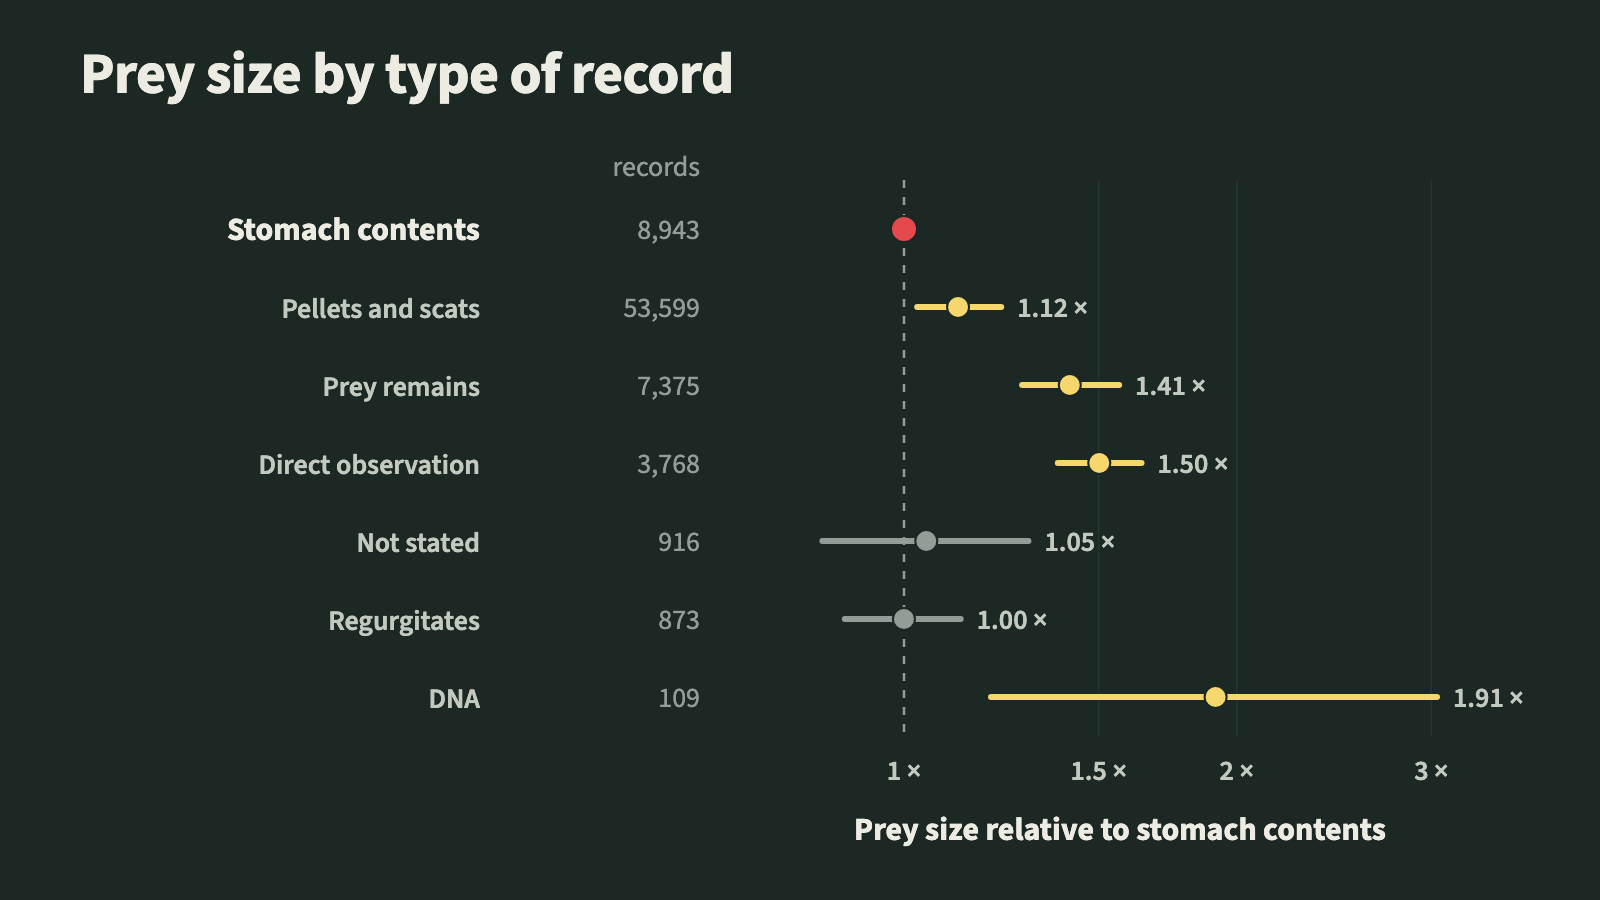 Prey size by type of record
records
Stomach contents 8,943
Pellets and scats 53,599 1.12 ×
Prey remains 7,375 1.41 ×
Direct observation 3,768 1.50 ×
Not stated 916 1.05 ×
Regurgitates 873 1.00 ×
DNA 109 1.91 ×
1 × 1.5 × 2 × 3 ×
Prey size relative to stomach contents